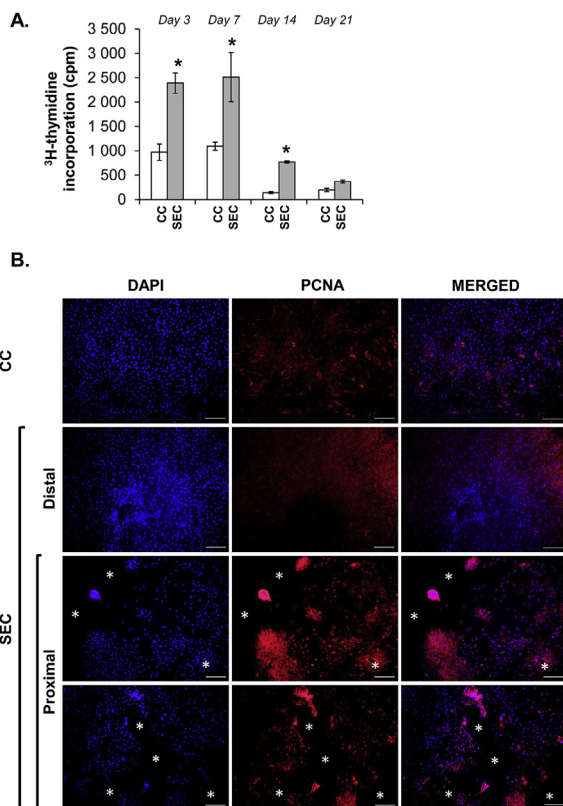 A.
Day 3 Day 7 Day 14 Day 21
3 500
3 000
2 500
2 000
1 500
1 000
500
0
³H-thymidine
incorporation (cpm)
* * *
CC SEC CC SEC CC SEC CC SEC
B.
DAPI PCNA MERGED
CC
SEC
Distal
Proximal
* * *
* * *
* * *
* * * *
* * * *
* * * *